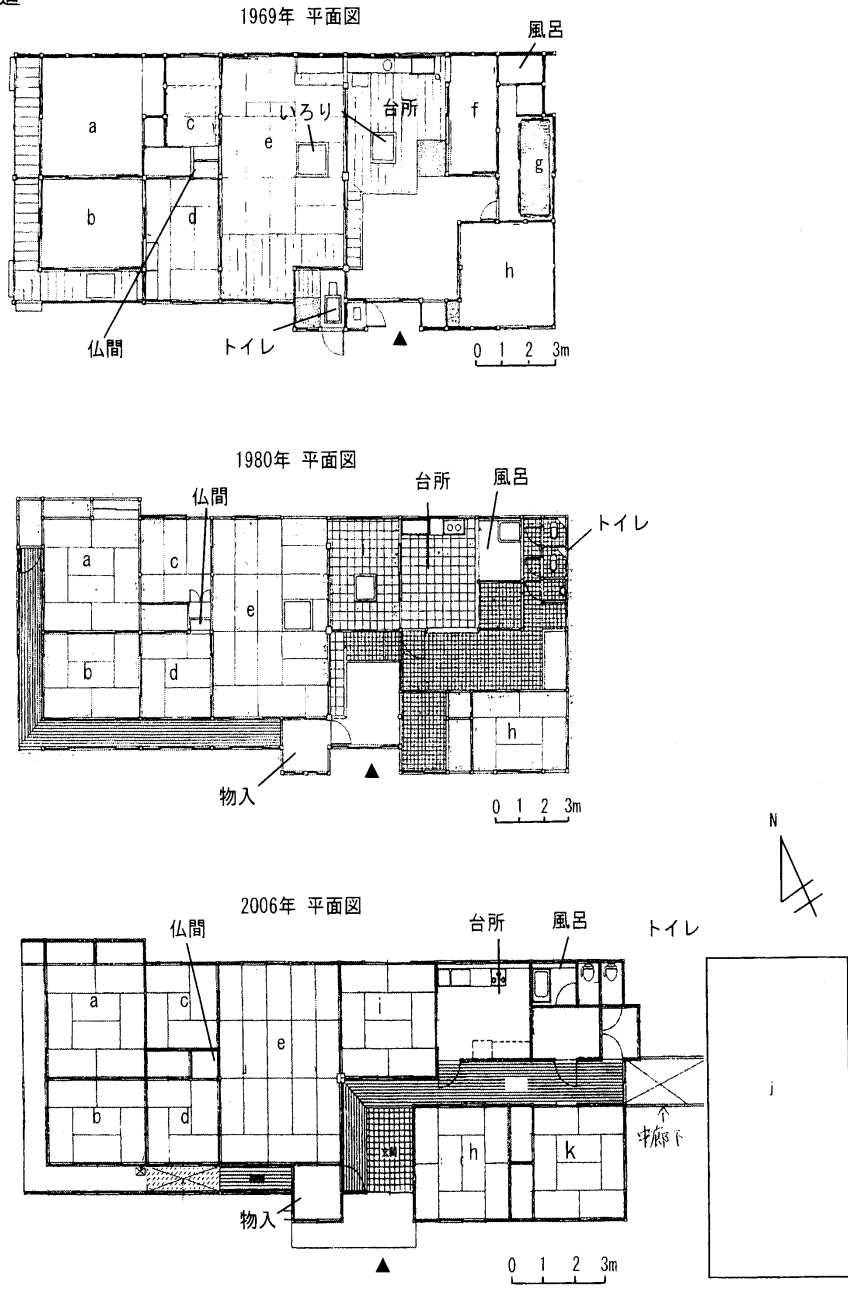 1969年 平面図
風呂
いろり
台所
a
b
c
d
e
f
g
h
仏間
トイレ
0 1 2 3m
1980年 平面図
仏間
台所
風呂
トイレ
a
b
c
d
e
h
物入
0 1 2 3m
N
2006年 平面図
仏間
台所
風呂
トイレ
a
b
c
d
e
i
h
k
j
玄関
中廊下
物入
0 1 2 3m